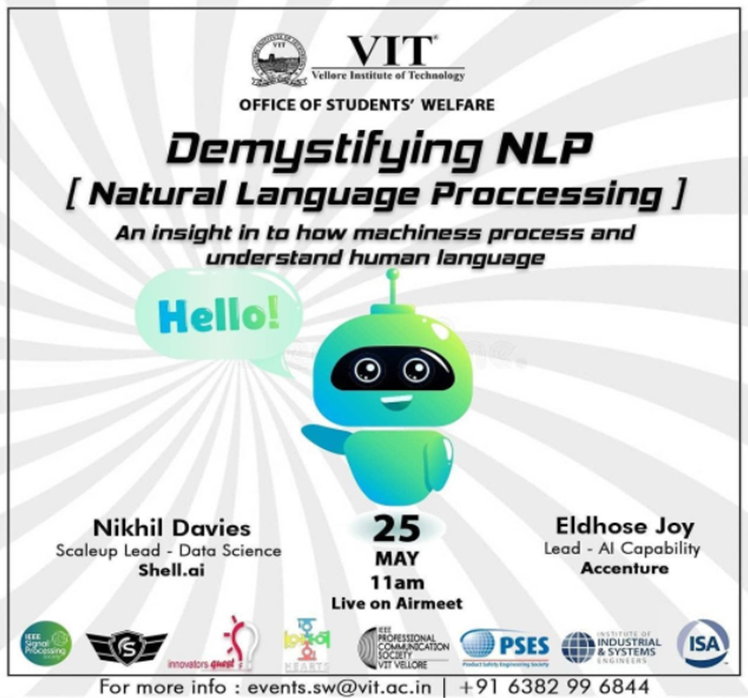 VIT
VIT®
Vellore Institute of Technology
OFFICE OF STUDENTS' WELFARE
Demystifying NLP
[ Natural Language Proccessing ]
An insight in to how machiness process and
understand human language
Hello!
Nikhil Davies
Scaleup Lead - Data Science
Shell.ai
25
MAY
11am
Live on Airmeet
Eldhose Joy
Lead - AI Capability
Accenture
IEEE
Signal
Processing
Society
innovators quest
HEARTS
IEEE
PROFESSIONAL
COMMUNICATION
SOCIETY
VIT VELLORE
IEEE
PSES
Product Safety Engineering Society
INSTITUTE OF
INDUSTRIAL
& SYSTEMS
ENGINEERS
ISA
For more info : events.sw@vit.ac.in | +91 6382 99 6844